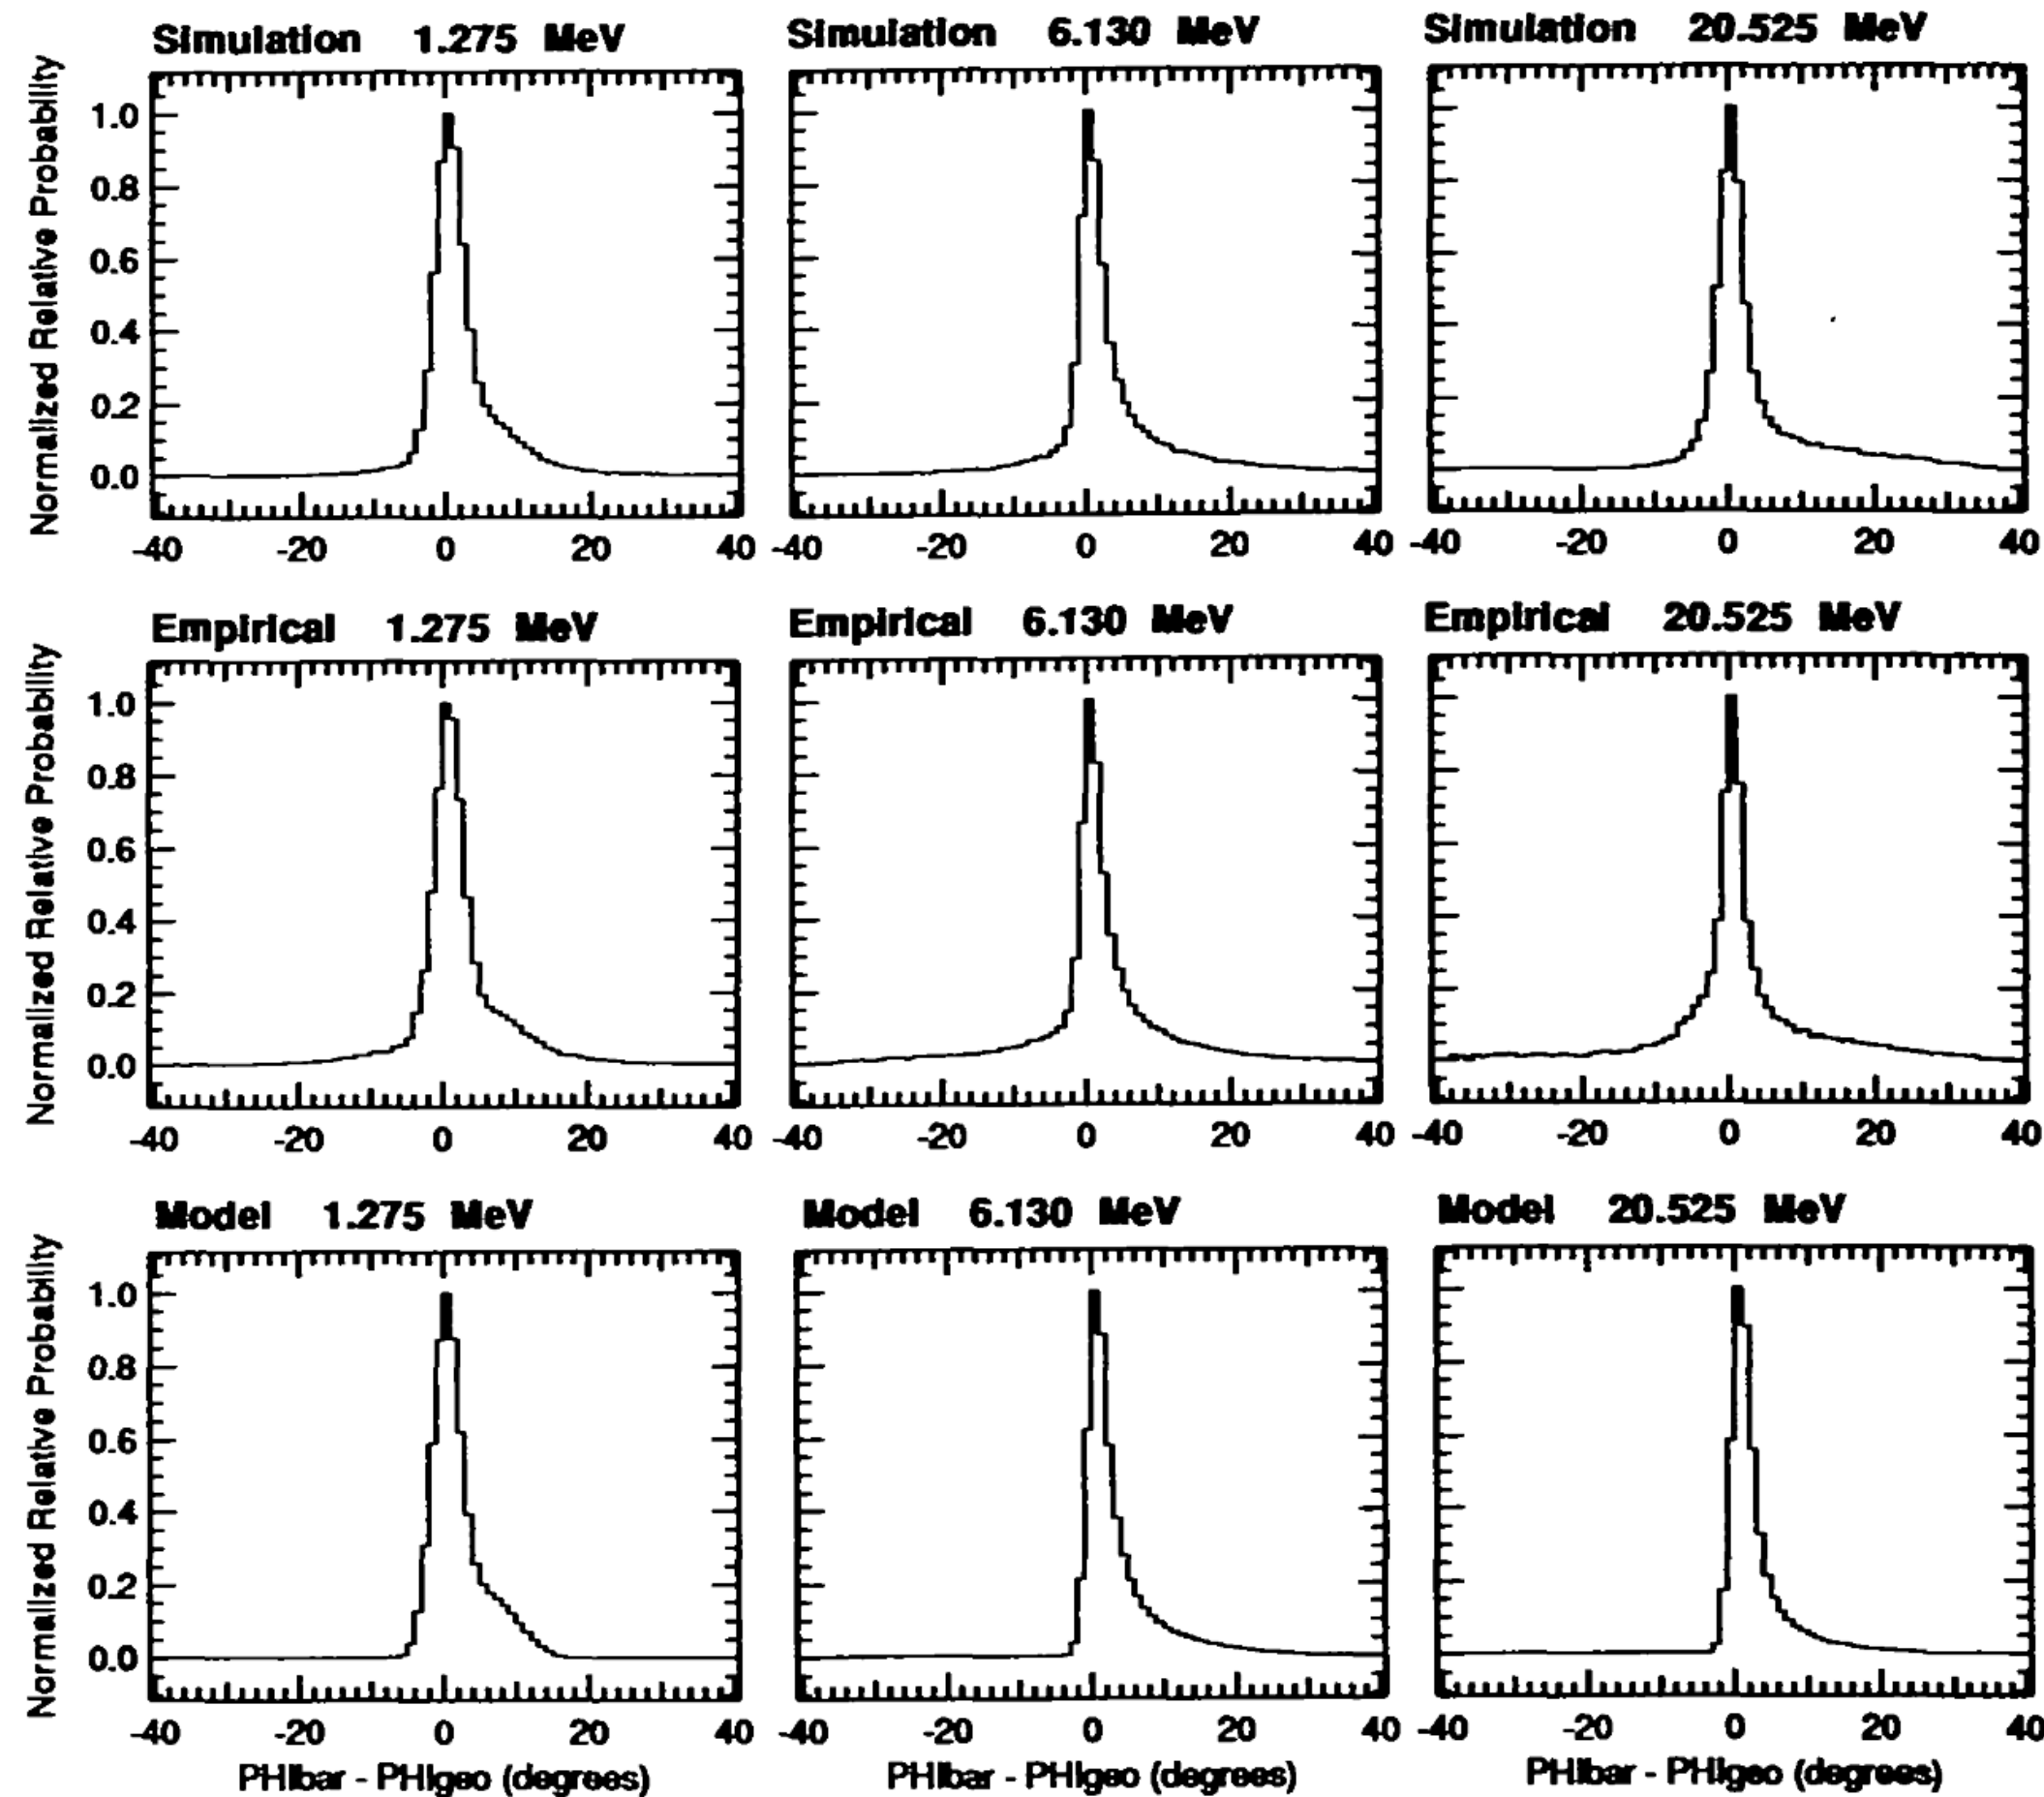 Simulation 1.275 MeV Simulation 6.130 MeV Simulation 20.525 MeV
Normalized Relative Probability
1.0
0.8
0.6
0.4
0.2
0.0
-40 -20 0 20 40 -40 -20 0 20 40 -40 -20 0 20 40
Empirical 1.275 MeV Empirical 6.130 MeV Empirical 20.525 MeV
Normalized Relative Probability
1.0
0.8
0.6
0.4
0.2
0.0
-40 -20 0 20 40 -40 -20 0 20 40 -40 -20 0 20 40
Model 1.275 MeV Model 6.130 MeV Model 20.525 MeV
Normalized Relative Probability
1.0
0.8
0.6
0.4
0.2
0.0
-40 -20 0 20 40 -40 -20 0 20 40 -40 -20 0 20 40
PHIbar - PHIgeo (degrees) PHIbar - PHIgeo (degrees) PHIbar - PHIgeo (degrees)